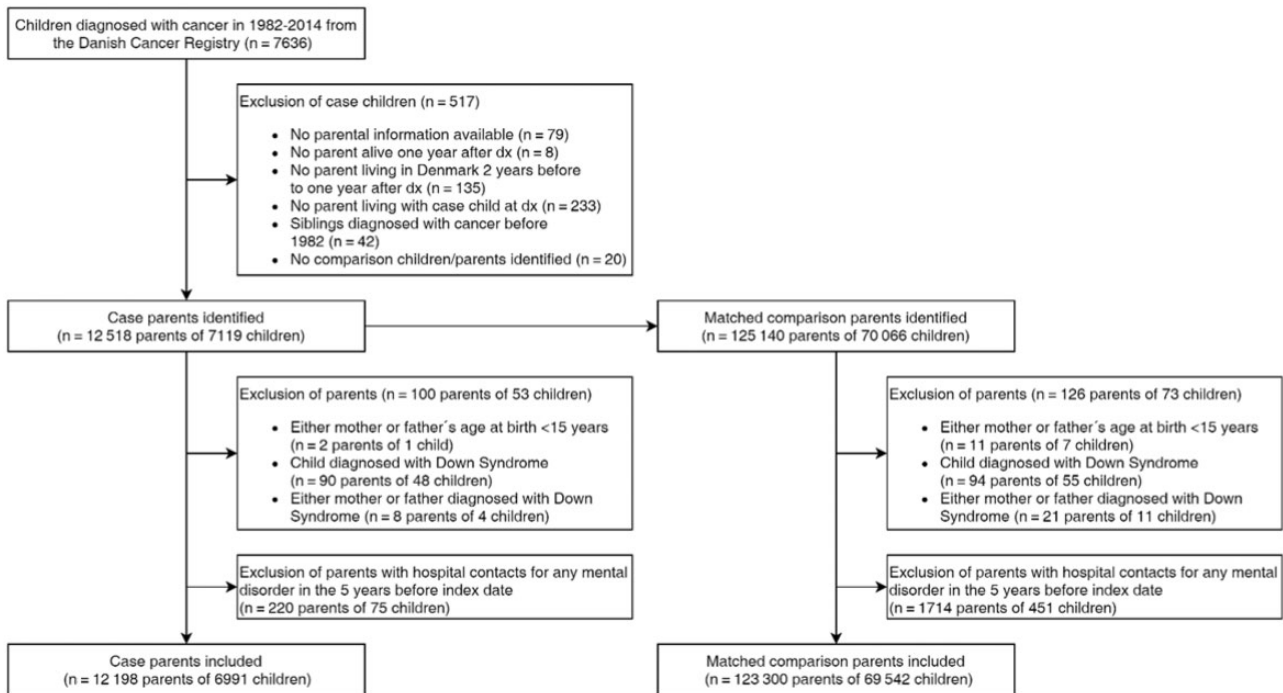 Children diagnosed with cancer in 1982-2014 from
the Danish Cancer Registry (n = 7636)
Exclusion of case children (n = 517)
• No parental information available (n = 79)
• No parent alive one year after dx (n = 8)
• No parent living in Denmark 2 years before
to one year after dx (n = 135)
• No parent living with case child at dx (n = 233)
• Siblings diagnosed with cancer before
1982 (n = 42)
• No comparison children/parents identified (n = 20)
Case parents identified
(n = 12 518 parents of 7119 children)
Matched comparison parents identified
(n = 125 140 parents of 70 066 children)
Exclusion of parents (n = 100 parents of 53 children)
• Either mother or father´s age at birth <15 years
(n = 2 parents of 1 child)
• Child diagnosed with Down Syndrome
(n = 90 parents of 48 children)
• Either mother or father diagnosed with Down
Syndrome (n = 8 parents of 4 children)
Exclusion of parents (n = 126 parents of 73 children)
• Either mother or father´s age at birth <15 years
(n = 11 parents of 7 children)
• Child diagnosed with Down Syndrome
(n = 94 parents of 55 children)
• Either mother or father diagnosed with Down
Syndrome (n = 21 parents of 11 children)
Exclusion of parents with hospital contacts for any mental
disorder in the 5 years before index date
(n = 220 parents of 75 children)
Exclusion of parents with hospital contacts for any mental
disorder in the 5 years before index date
(n = 1714 parents of 451 children)
Case parents included
(n = 12 198 parents of 6991 children)
Matched comparison parents included
(n = 123 300 parents of 69 542 children)